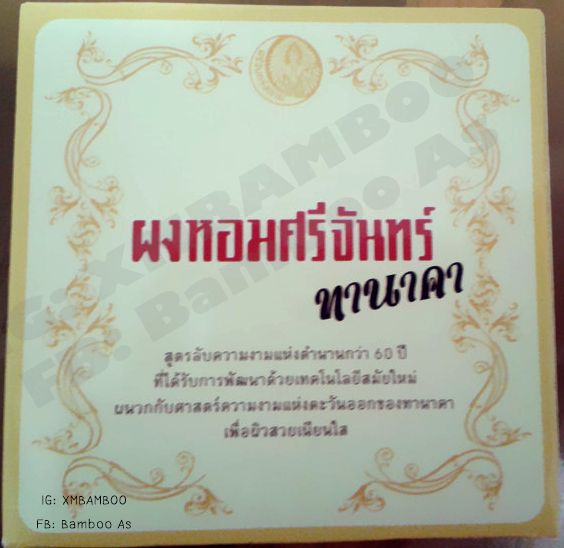 ผงหอมศรีจันทร์
ทานาคา
สูตรลับความงามแห่งตำนานกว่า 60 ปี
ที่ได้รับการพัฒนาด้วยเทคโนโลยีสมัยใหม่
ผนวกกับศาสตร์ความงามแห่งตะวันออกของทานาคา
เพื่อผิวสวยเนียนใส
IG: XMBAMBOO
FB: Bamboo As
IG: XMBAMBOO
FB: Bamboo As